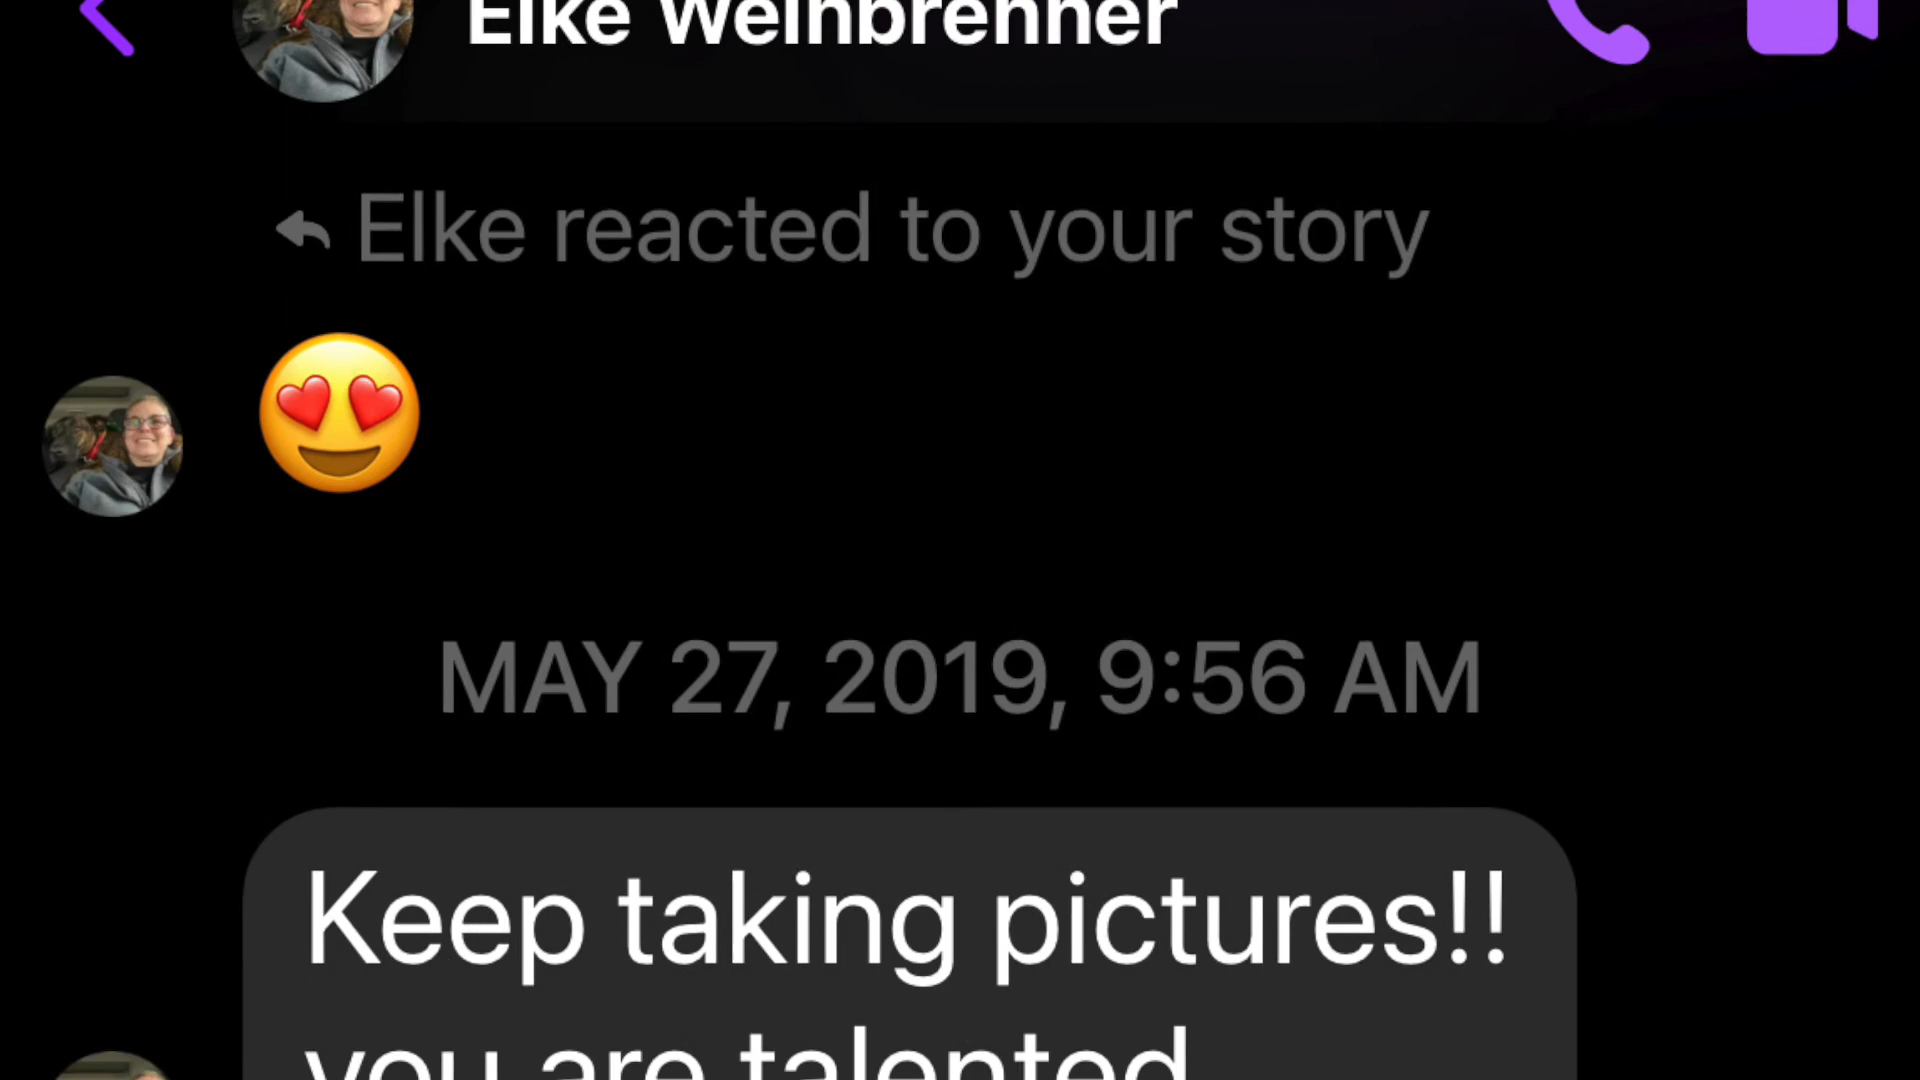 Elke Weinbrenner
Elke reacted to your story
MAY 27, 2019, 9:56 AM
Keep taking pictures!!
you are talented